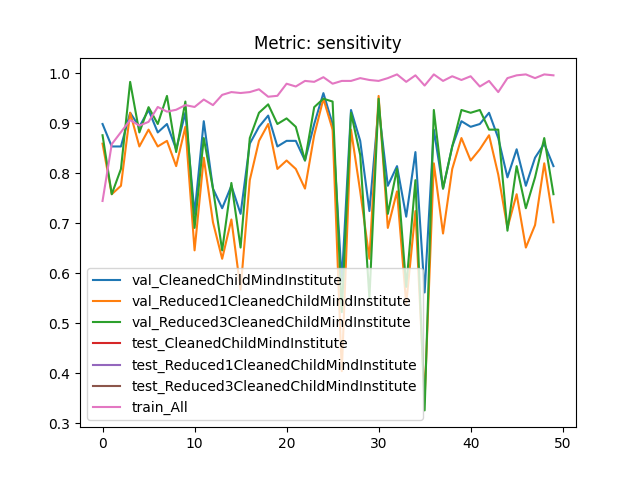 Metric: sensitivity
1.0
0.9
0.8
0.7
0.6
0.5
0.4
0.3
val_CleanedChildMindInstitute
val_Reduced1CleanedChildMindInstitute
val_Reduced3CleanedChildMindInstitute
test_CleanedChildMindInstitute
test_Reduced1CleanedChildMindInstitute
test_Reduced3CleanedChildMindInstitute
train_All
0 10 20 30 40 50